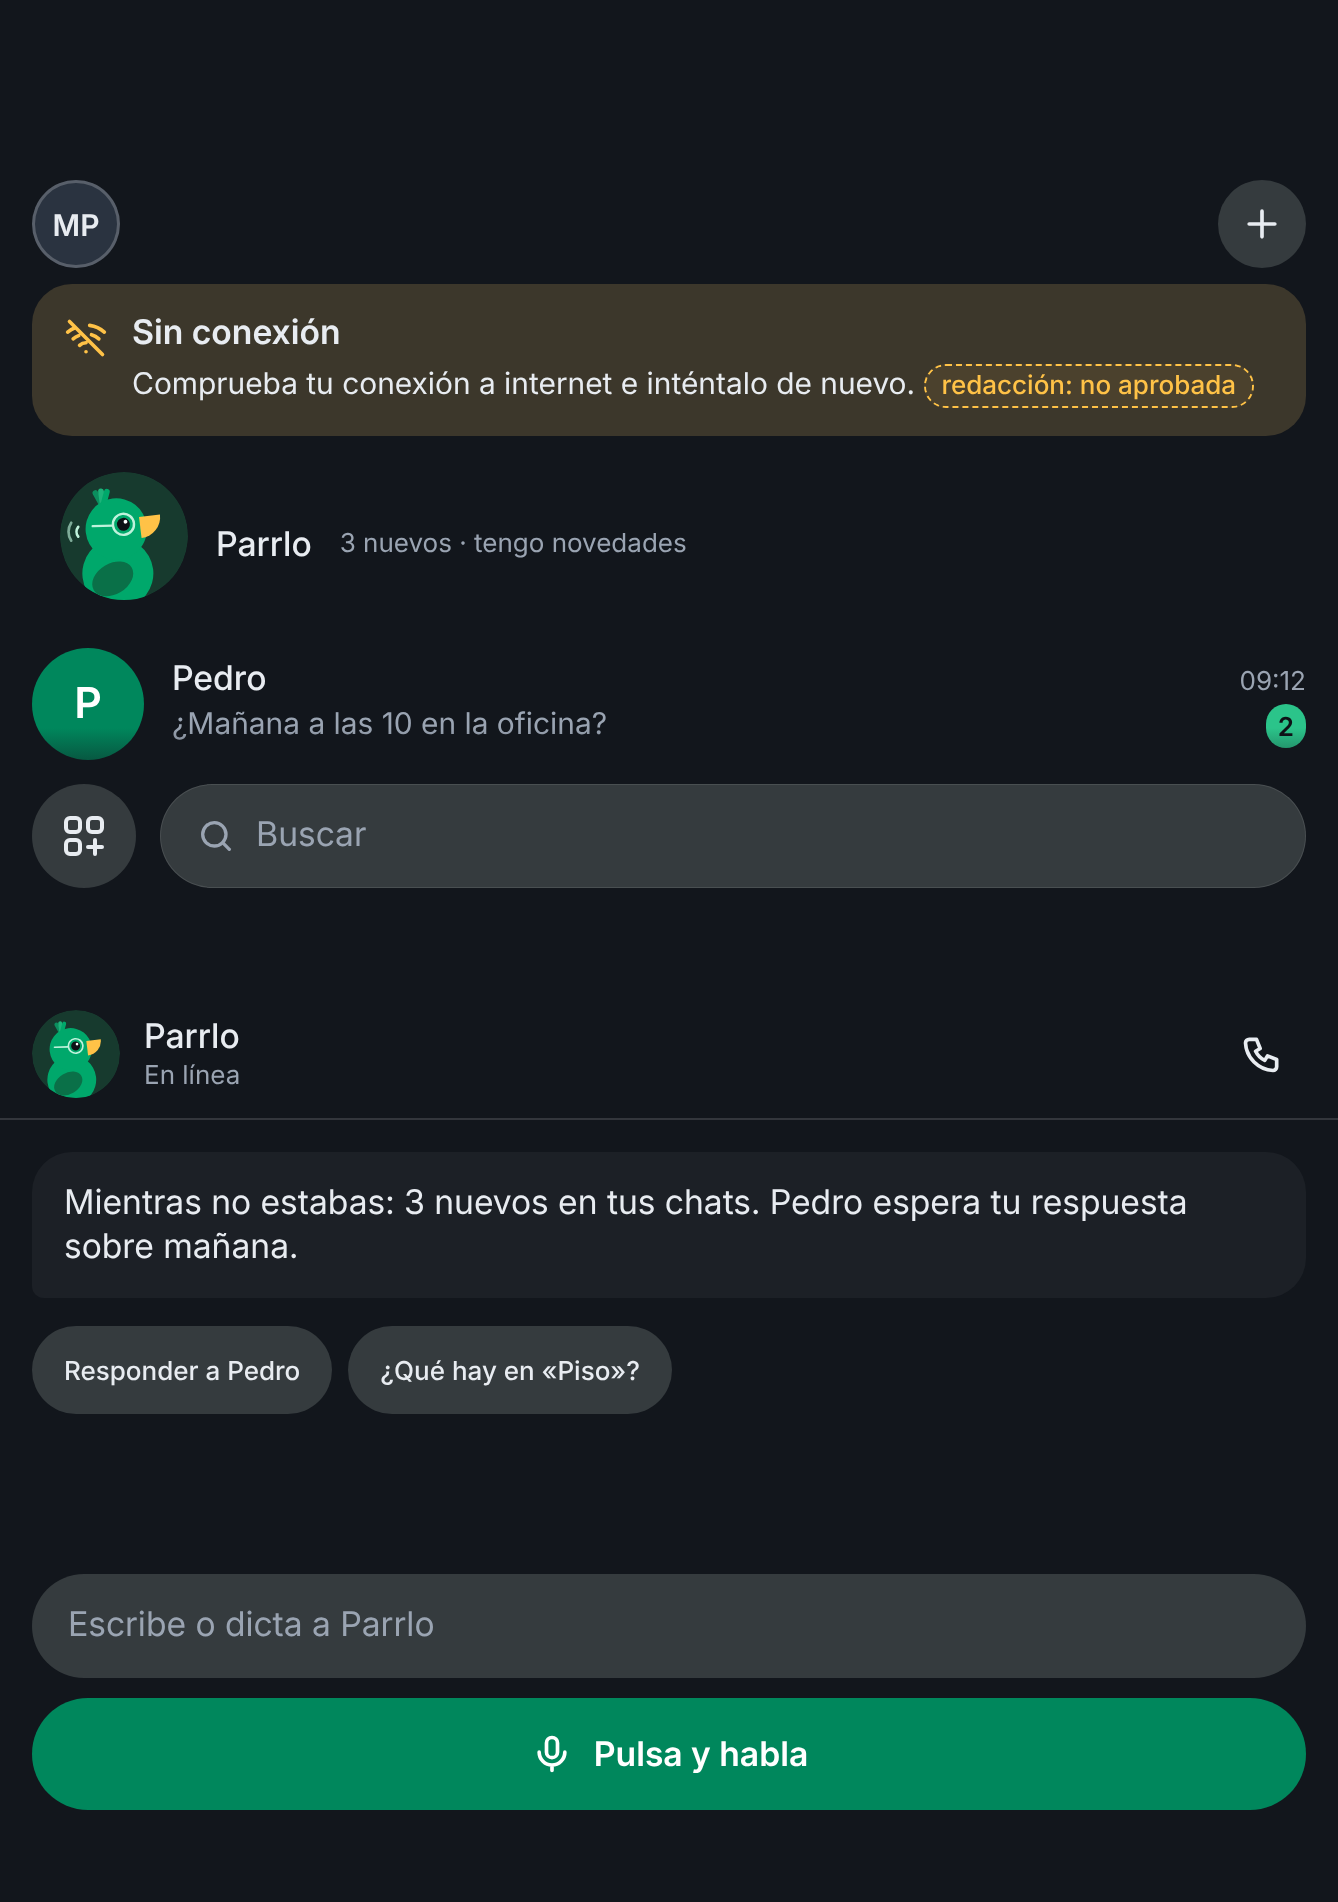 MP
Sin conexión
Comprueba tu conexión a internet e inténtalo de nuevo. redacción: no aprobada
Parrlo 3 nuevos · tengo novedades
Pedro 09:12
¿Mañana a las 10 en la oficina? 2
P
Buscar
Parrlo
En línea
Mientras no estabas: 3 nuevos en tus chats. Pedro espera tu respuesta
sobre mañana.
Responder a Pedro ¿Qué hay en «Piso»?
Escribe o dicta a Parrlo
Pulsa y habla